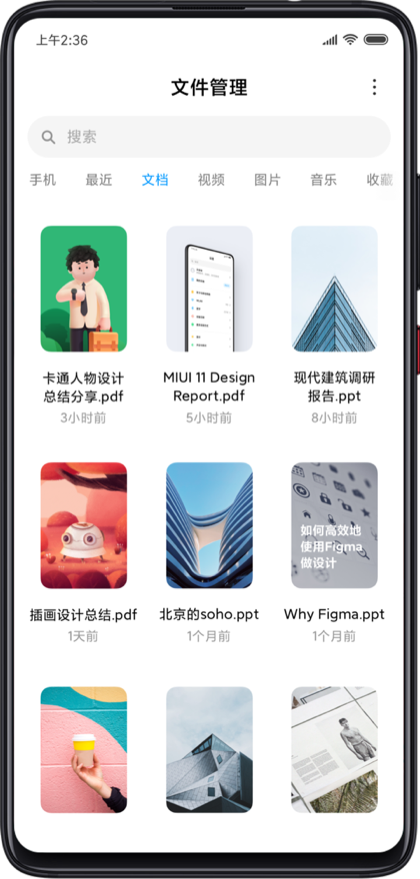 上午2:36
文件管理
搜索
手机 最近 文档 视频 图片 音乐 收藏
卡通人物设计
总结分享.pdf
3小时前
MIUI 11 Design
Report.pdf
5小时前
现代建筑调研
报告.ppt
8小时前
如何高效地
使用Figma
做设计
插画设计总结.pdf
1天前
北京的soho.ppt
1个月前
Why Figma.ppt
1个月前